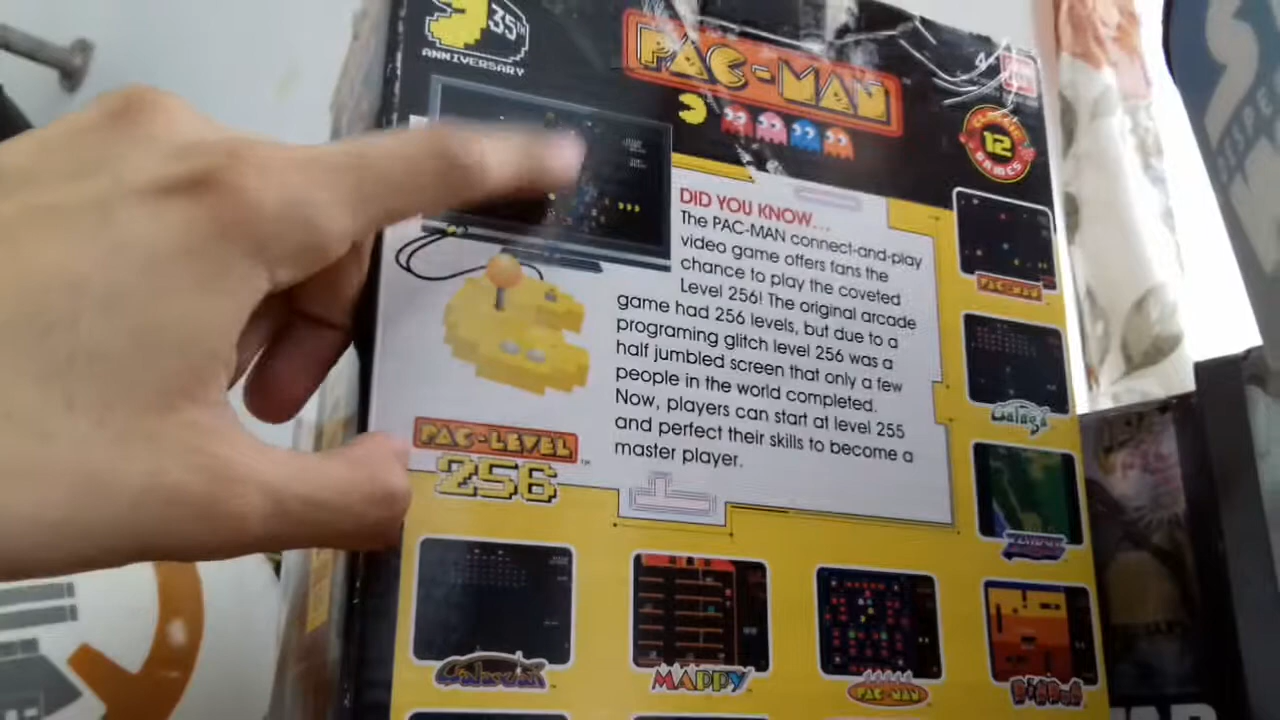 35TH
ANNIVERSARY
PAC-MAN
12
GAMES
DID YOU KNOW...
The PAC-MAN connect-and-play
video game offers fans the
chance to play the coveted
Level 256! The original arcade
game had 256 levels, but due to a
programing glitch level 256 was a
half jumbled screen that only a few
people in the world completed.
Now, players can start at level 255
and perfect their skills to become a
master player.
PAC-LEVEL
256
PAC-MAN
Galaga
Galaxian
MAPPY
PAC-MAN
DIG DUG